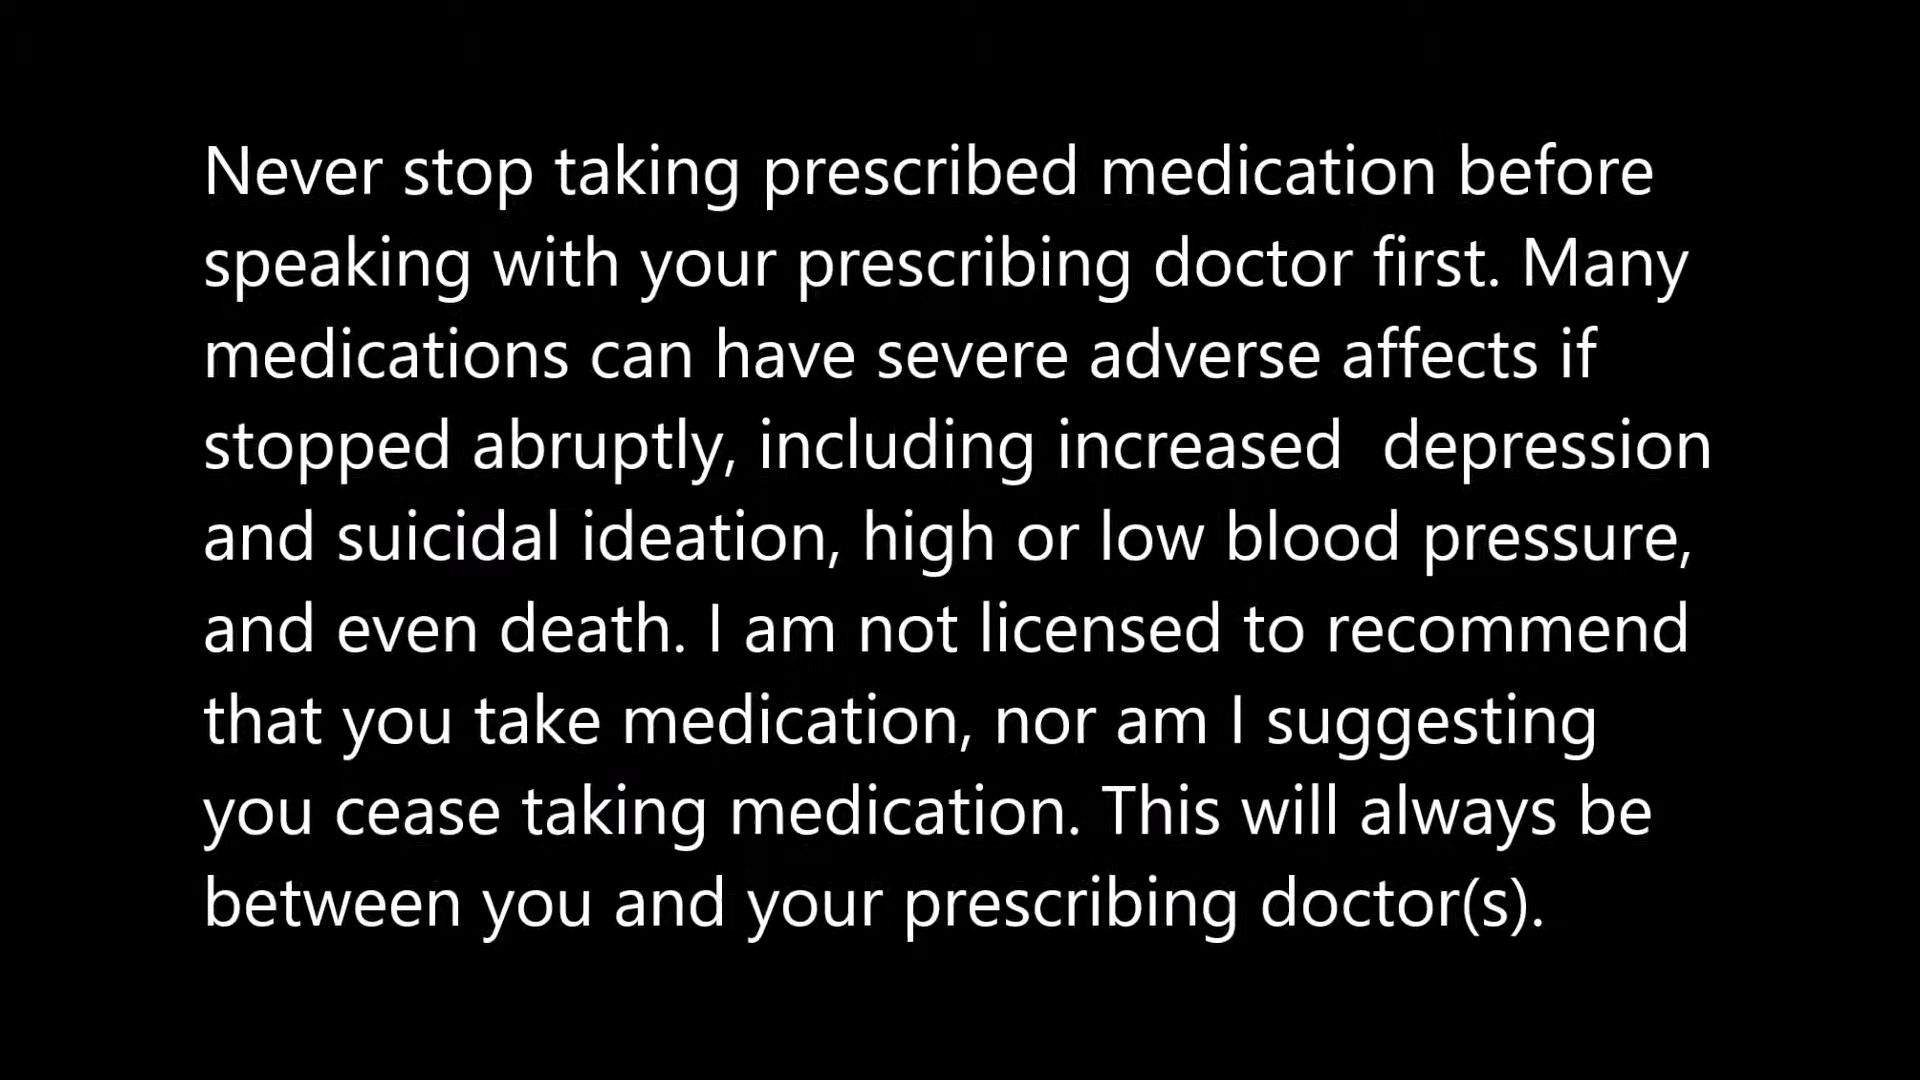 Never stop taking prescribed medication before
speaking with your prescribing doctor first. Many
medications can have severe adverse affects if
stopped abruptly, including increased  depression
and suicidal ideation, high or low blood pressure,
and even death. I am not licensed to recommend
that you take medication, nor am I suggesting
you cease taking medication. This will always be
between you and your prescribing doctor(s).